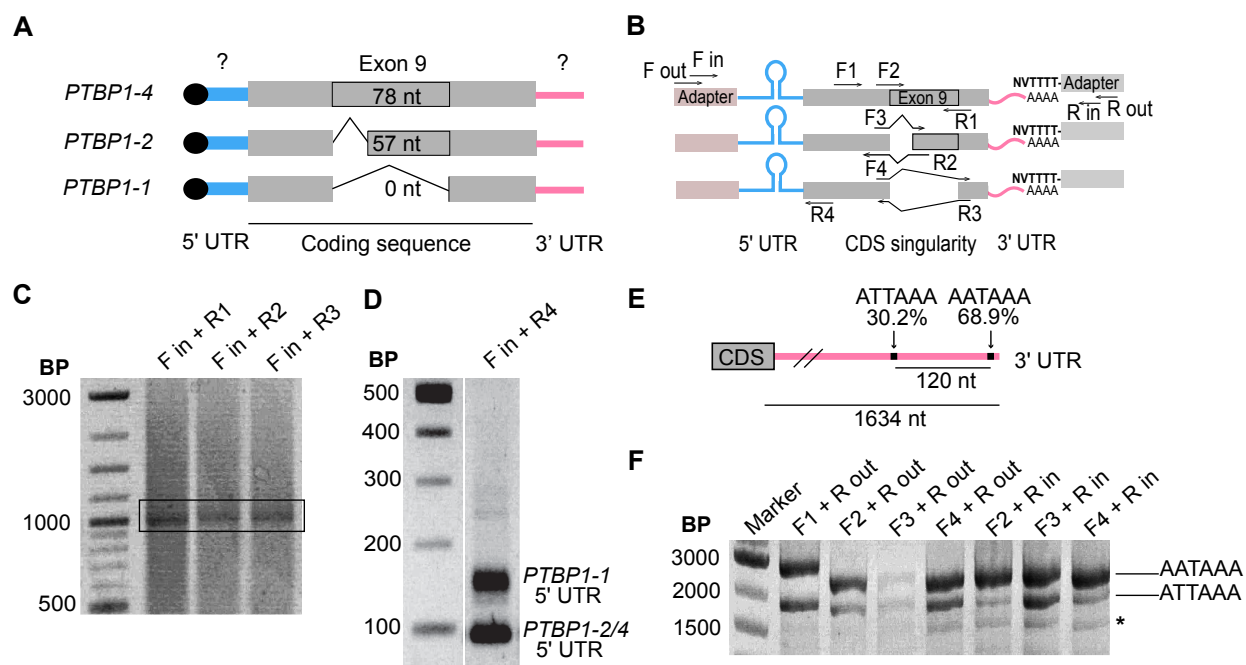 A
? Exon 9 ?
PTBP1-4
78 nt
PTBP1-2
57 nt
PTBP1-1
0 nt
5' UTR Coding sequence 3' UTR
B
F in
F out
F1 F2
NVTTTT- Adapter
Adapter
Exon 9
AAAA
R in R out
F3
R1
NVTTTT-
AAAA
F4 R2
NVTTTT-
AAAA
R4 R3
5' UTR CDS singularity 3' UTR
C
F in + R1
F in + R2
F in + R3
BP
3000
1000
500
D
F in + R4
BP
500
400
300
200
PTBP1-1
5' UTR
100
PTBP1-2/4
5' UTR
E
ATTAAA AATAAA
30.2% 68.9%
CDS
3' UTR
120 nt
1634 nt
F
Marker
F1 + R out
F2 + R out
F3 + R out
F4 + R out
F2 + R in
F3 + R in
F4 + R in
BP
3000
2000
1500
AATAAA
ATTAAA
*